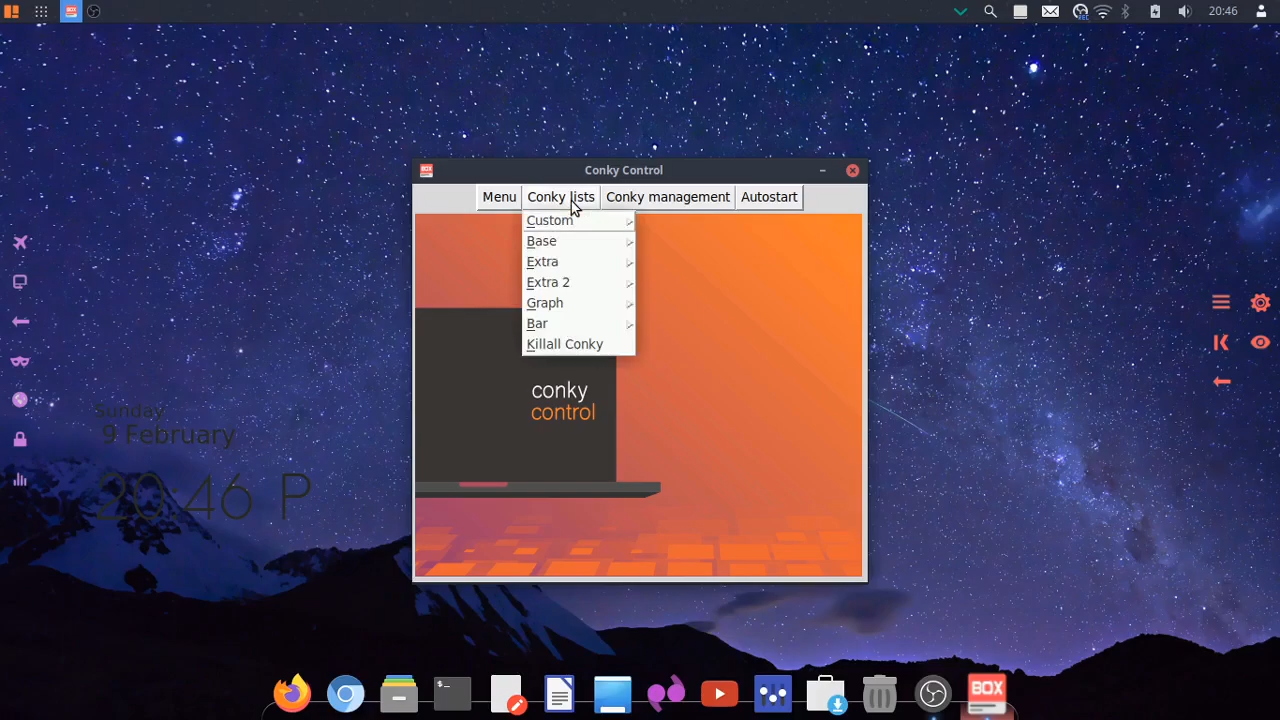 20:46
Conky Control
Menu
Conky lists
Conky management
Autostart
Custom
Base
Extra
Extra 2
Graph
Bar
Killall Conky
conky
control
Sunday
9 February
20:46 P
$_
BOX
REC